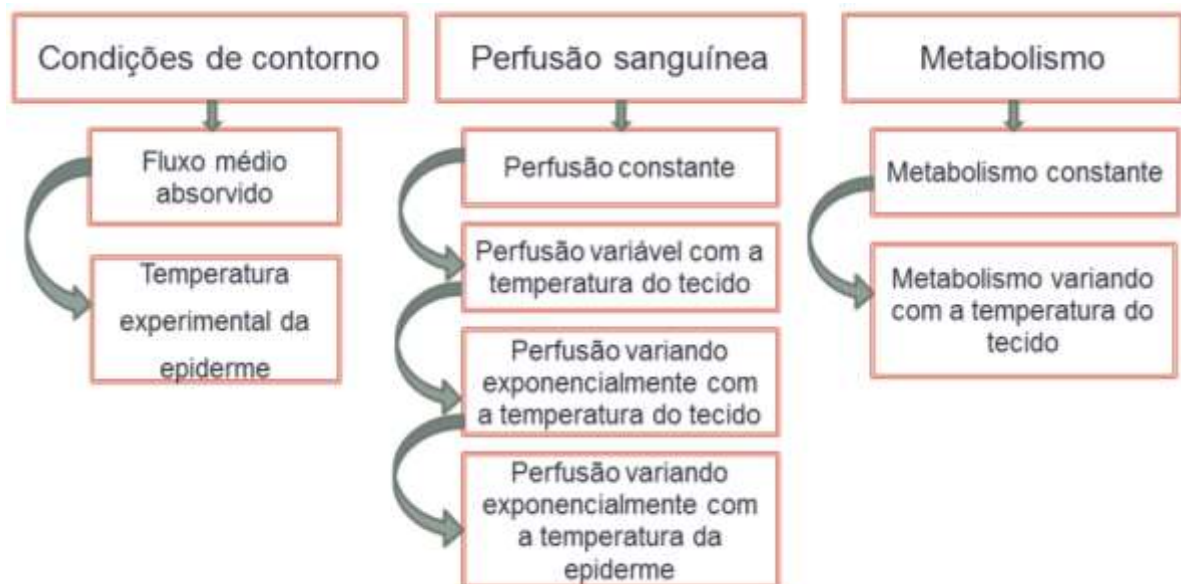 Condições de contorno
Fluxo médio
absorvido
Temperatura
experimental da
epiderme
Perfusão sanguínea
Perfusão constante
Perfusão variável com a
temperatura do tecido
Perfusão variando
exponencialmente com
a temperatura do tecido
Perfusão variando
exponencialmente com
a temperatura da
epiderme
Metabolismo
Metabolismo constante
Metabolismo variando
com a temperatura do
tecido